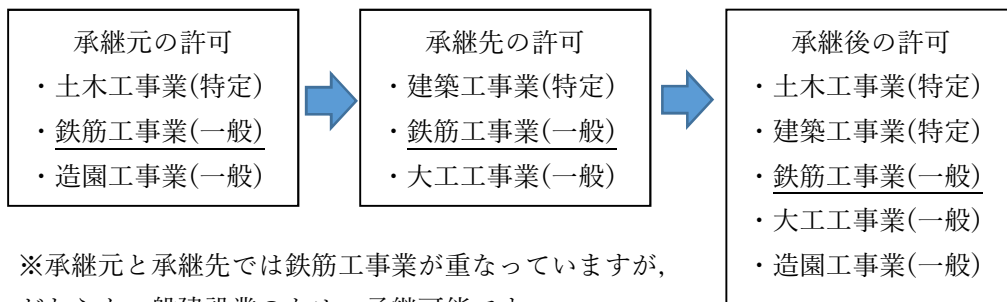 承継元の許可
・土木工事業(特定)
・鉄筋工事業(一般)
・造園工事業(一般)
承継先の許可
・建築工事業(特定)
・鉄筋工事業(一般)
・大工工事業(一般)
承継後の許可
・土木工事業(特定)
・建築工事業(特定)
・鉄筋工事業(一般)
・大工工事業(一般)
・造園工事業(一般)
※承継元と承継先では鉄筋工事業が重なっていますが、